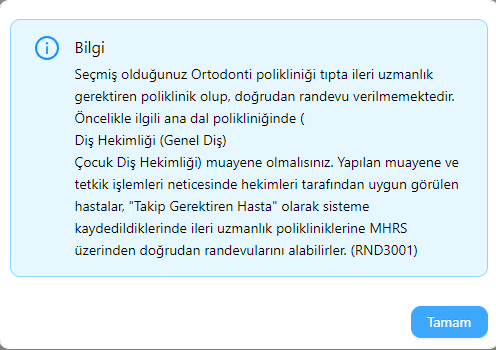 Bilgi
Seçmiş olduğunuz Ortodonti polikliniği tıpta ileri uzmanlık
gerektiren poliklinik olup, doğrudan randevu verilmemektedir.
Öncelikle ilgili ana dal polikliniğinde (
Diş Hekimliği (Genel Diş)
Çocuk Diş Hekimliği) muayene olmalısınız. Yapılan muayene ve
tetkik işlemleri neticesinde hekimleri tarafından uygun görülen
hastalar, "Takip Gerektiren Hasta" olarak sisteme
kaydedildiklerinde ileri uzmanlık polikliniklerine MHRS
üzerinden doğrudan randevularını alabilirler. (RND3001)
Tamam